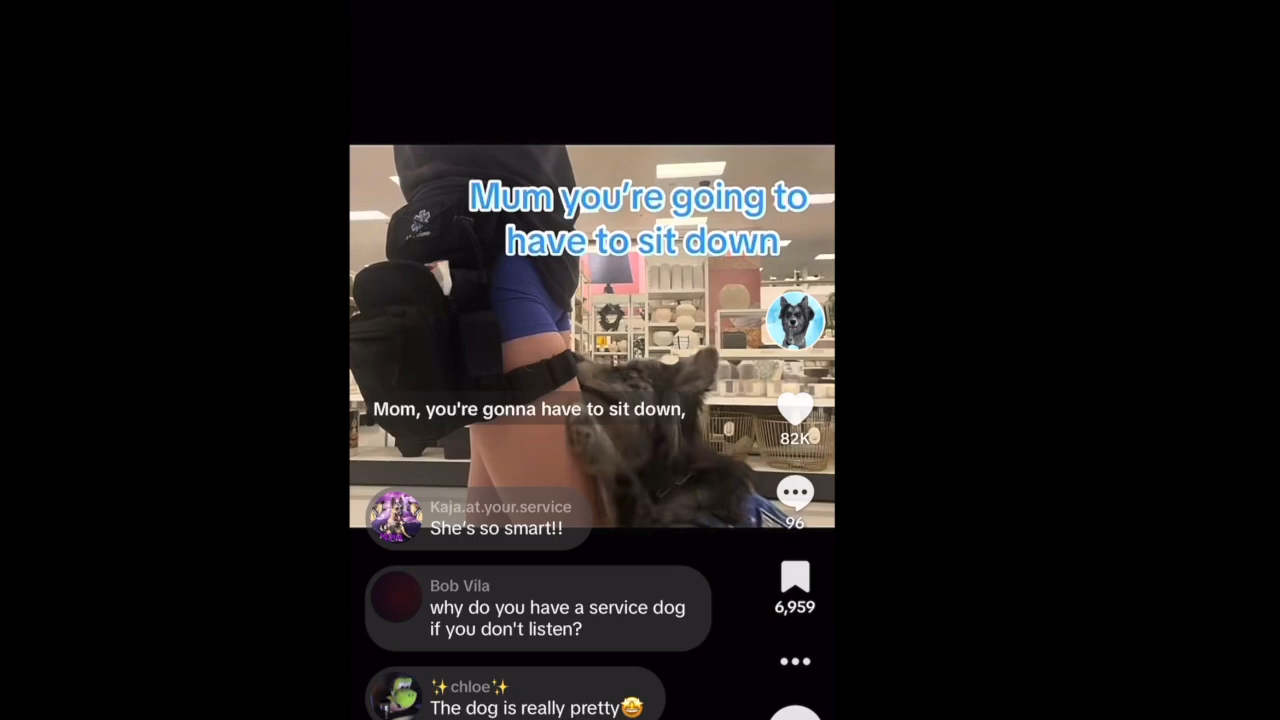 Mum you're going to
have to sit down
Mom, you're gonna have to sit down,
82K
Kaja.at.your.service
She's so smart!!
96
Bob Vila
why do you have a service dog
if you don't listen?
6,959
✨chloe✨
The dog is really pretty🤩